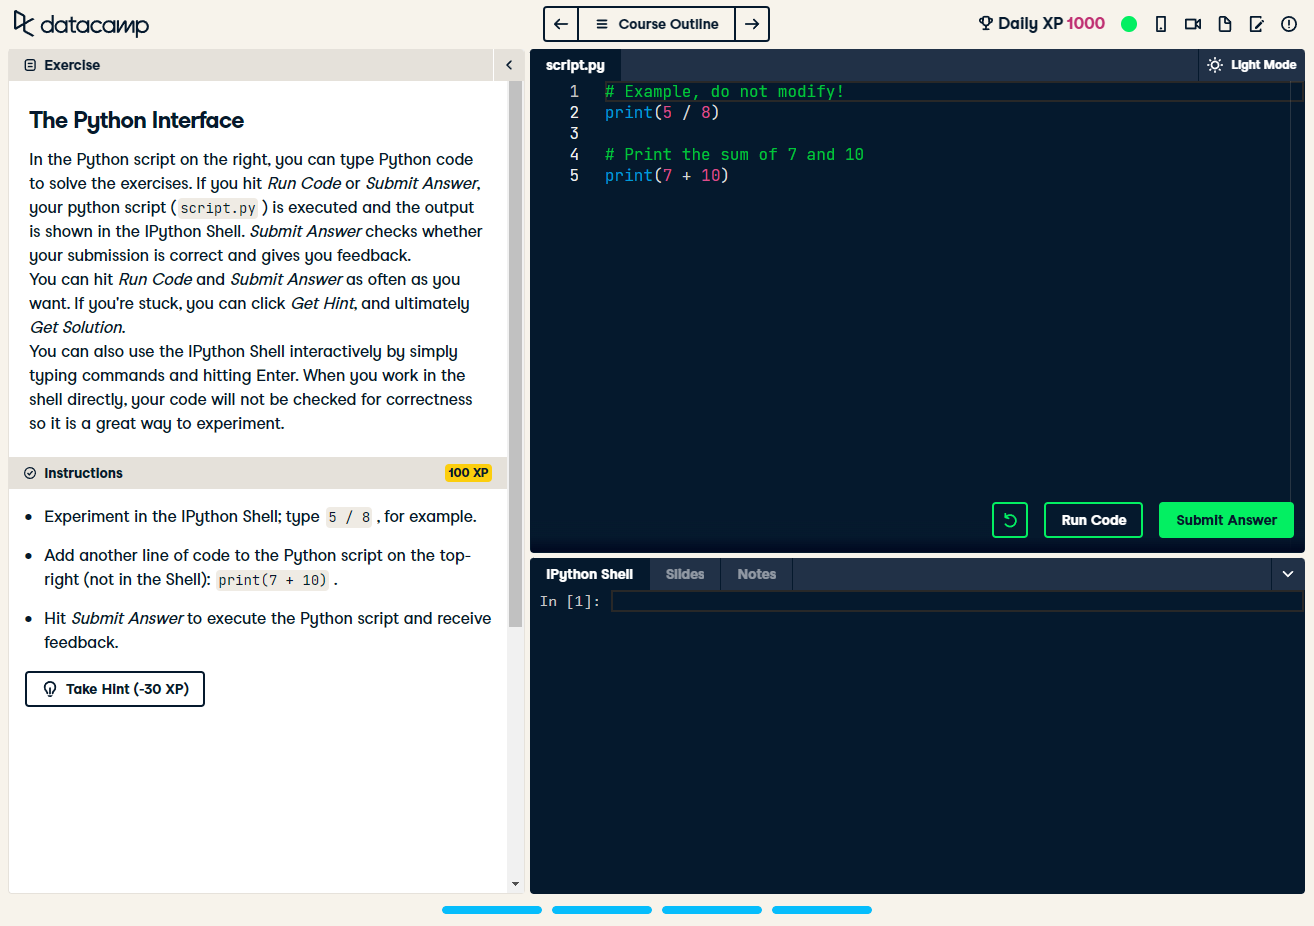 datacamp
Course Outline
Daily XP 1000
Exercise
The Python Interface
In the Python script on the right, you can type Python code
to solve the exercises. If you hit Run Code or Submit Answer,
your python script ( script.py ) is executed and the output
is shown in the IPython Shell. Submit Answer checks whether
your submission is correct and gives you feedback.
You can hit Run Code and Submit Answer as often as you
want. If you're stuck, you can click Get Hint, and ultimately
Get Solution.
You can also use the IPython Shell interactively by simply
typing commands and hitting Enter. When you work in the
shell directly, your code will not be checked for correctness
so it is a great way to experiment.
Instructions
100 XP
• Experiment in the IPython Shell; type 5 / 8 , for example.
• Add another line of code to the Python script on the top-
right (not in the Shell): print(7 + 10) .
• Hit Submit Answer to execute the Python script and receive
feedback.
Take Hint (-30 XP)
script.py
Light Mode
1 # Example, do not modify!
2 print(5 / 8)
3
4 # Print the sum of 7 and 10
5 print(7 + 10)
Run Code
Submit Answer
IPython Shell
Slides
Notes
In [1]: